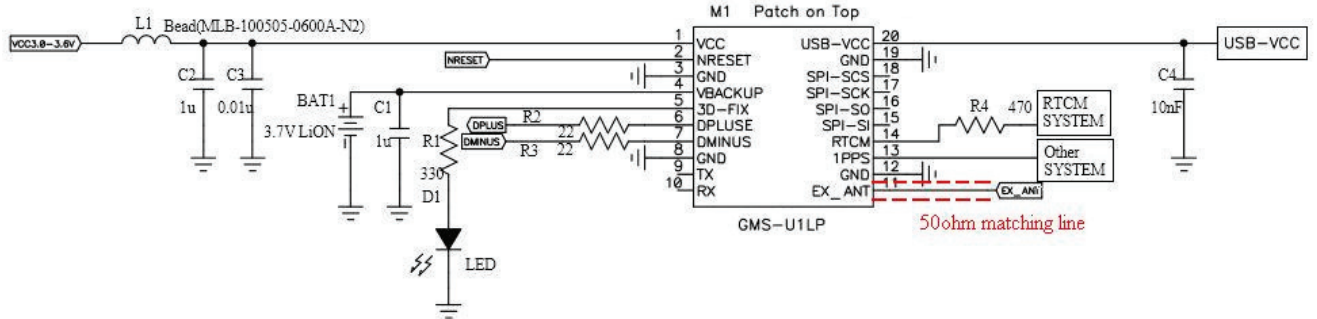 M1 Patch on Top
L1 Bead(MLB-100505-0600A-N2)
VCC3.0-3.6V
1 VCC
USB-VCC 20
USB-VCC
NRESET
2 NRESET
GND 19
3 GND
SPI-SCS 18
C2
C3
C4
4 VBACKUP
SPI-SCK 17
1u
0.01u
BAT1
+
C1
5 3D-FIX
SPI-SO 16
10nF
R4 470
RTCM
SYSTEM
DPLUS
R2
22
6 DPLUSE
SPI-SI 15
3.7V LiON
1u
R1
DMINUS
R3
22
7 DMINUS
RTCM 14
8 GND
1PPS 13
Other
SYSTEM
330
9 TX
GND 12
D1
10 RX
EX_ANT 11
EX_ANT
GMS-U1LP
50ohm matching line
LED